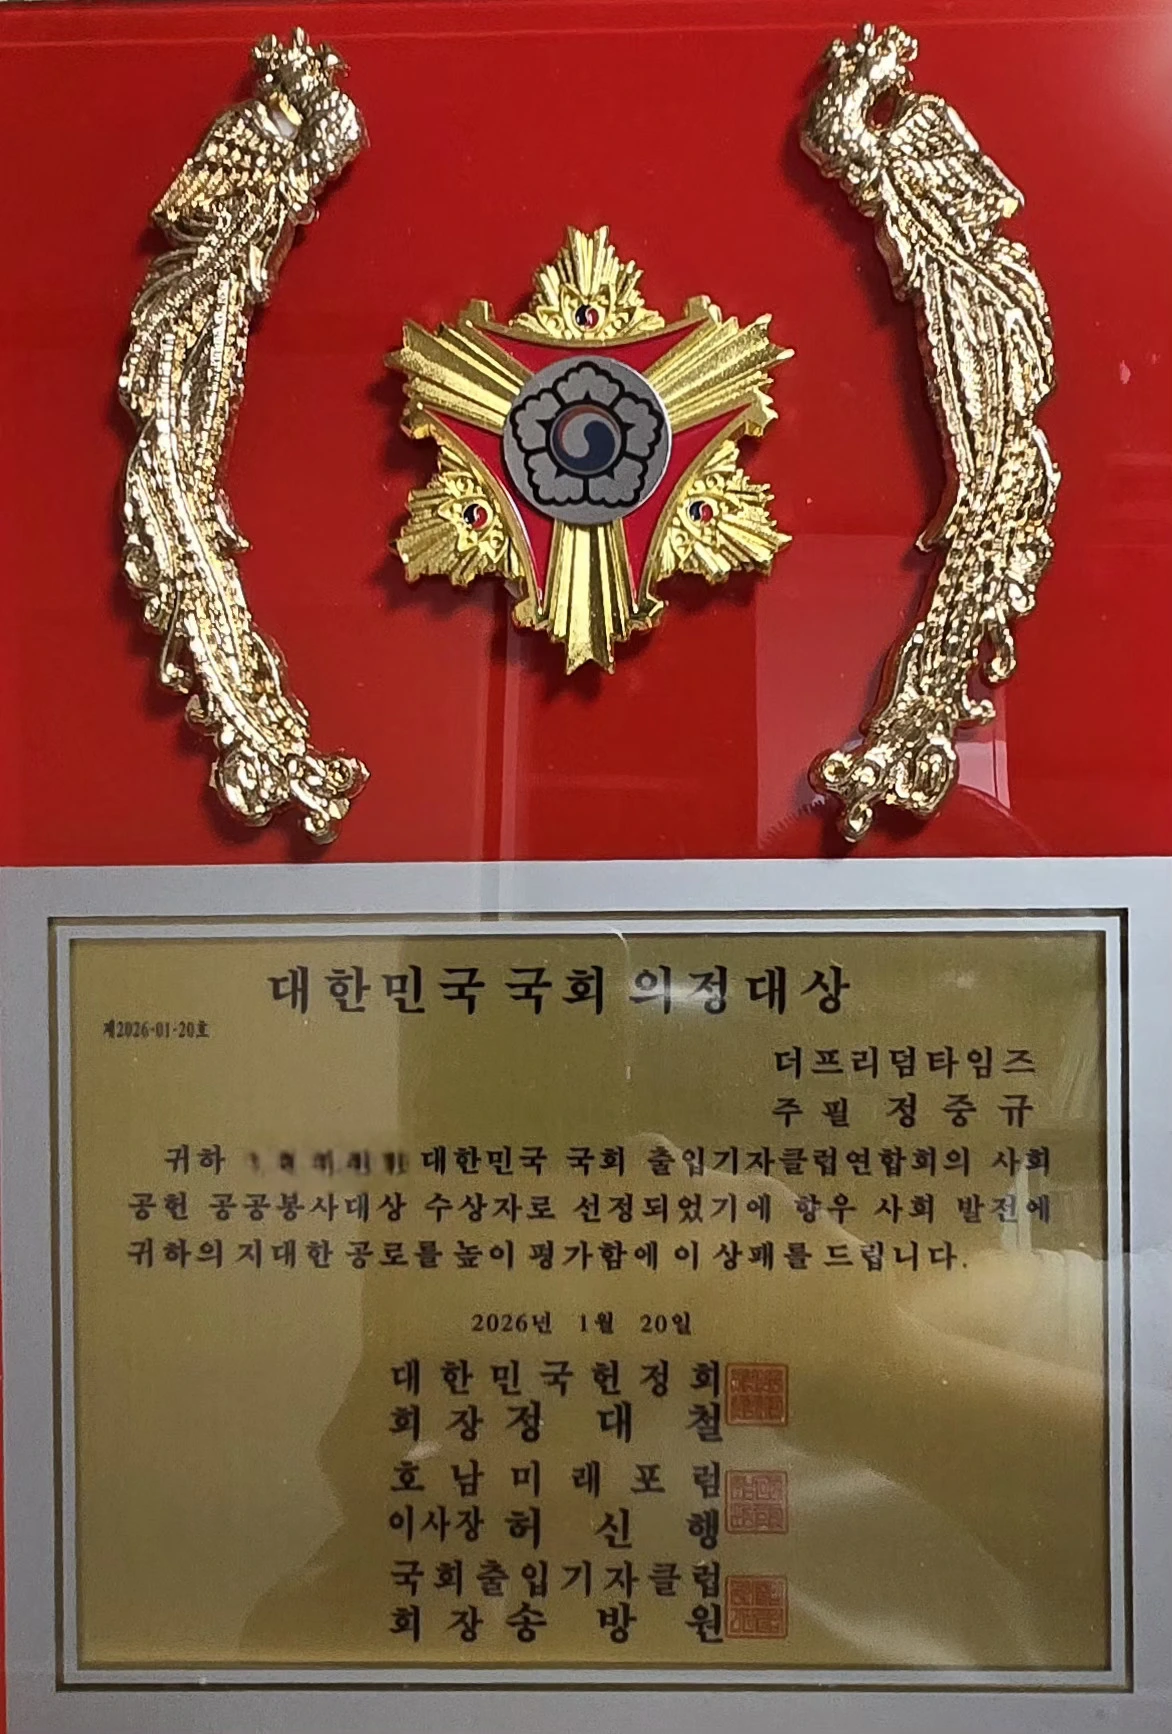 대한민국 국회 의정대상
제2026-01-20호
더프리덤타임즈
주필 정중규
귀하 대한민국 국회 출입기자클럽연합회의 사회
공헌 공공봉사대상 수상자로 선정되었기에 향우 사회 발전에
귀하의 지대한 공로를 높이 평가함에 이 상패를 드립니다.
2026년 1월 20일
대한민국헌정회
회장 정대철
호남미래포럼
이사장 허신행
국회출입기자클럽
회장 송방원